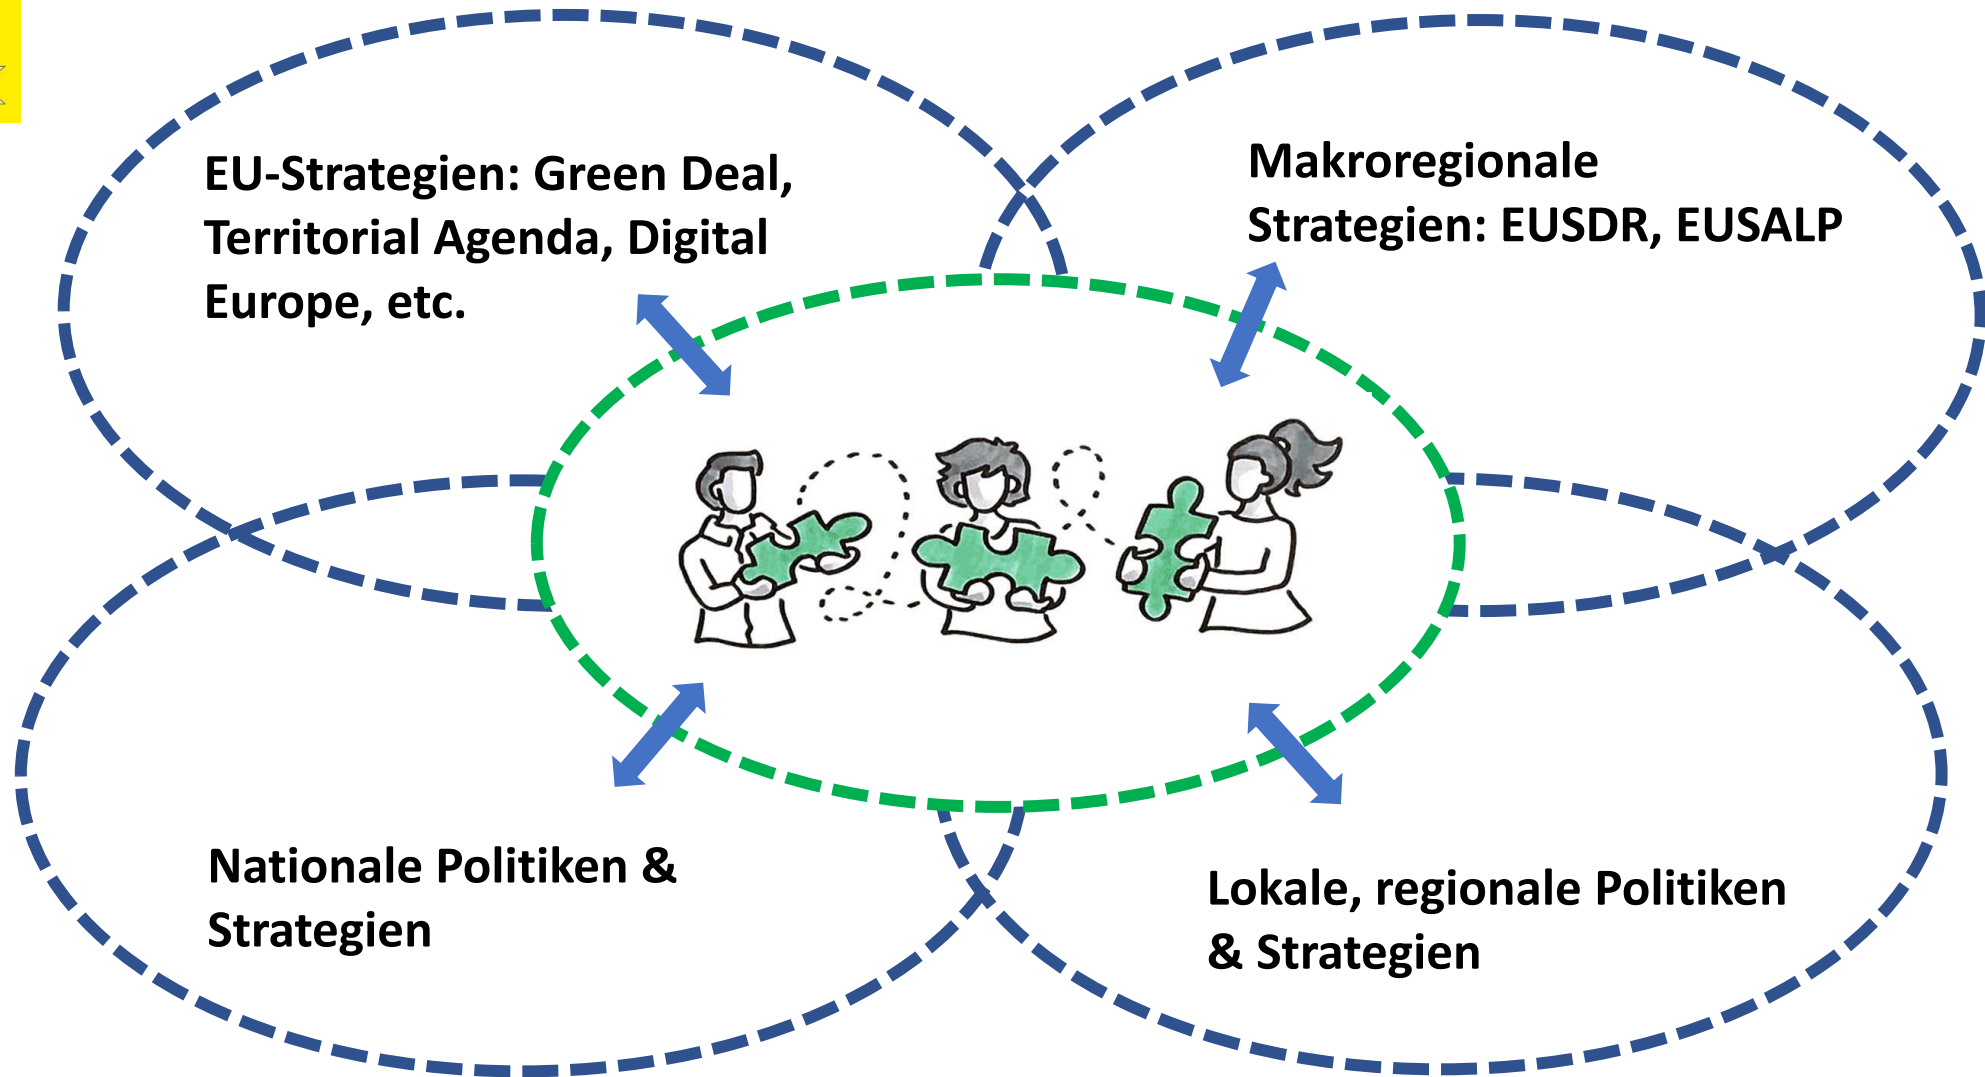 EU-Strategien: Green Deal,
Territorial Agenda, Digital
Europe, etc.
Makroregionale
Strategien: EUSDR, EUSALP
Nationale Politiken &
Strategien
Lokale, regionale Politiken
& Strategien